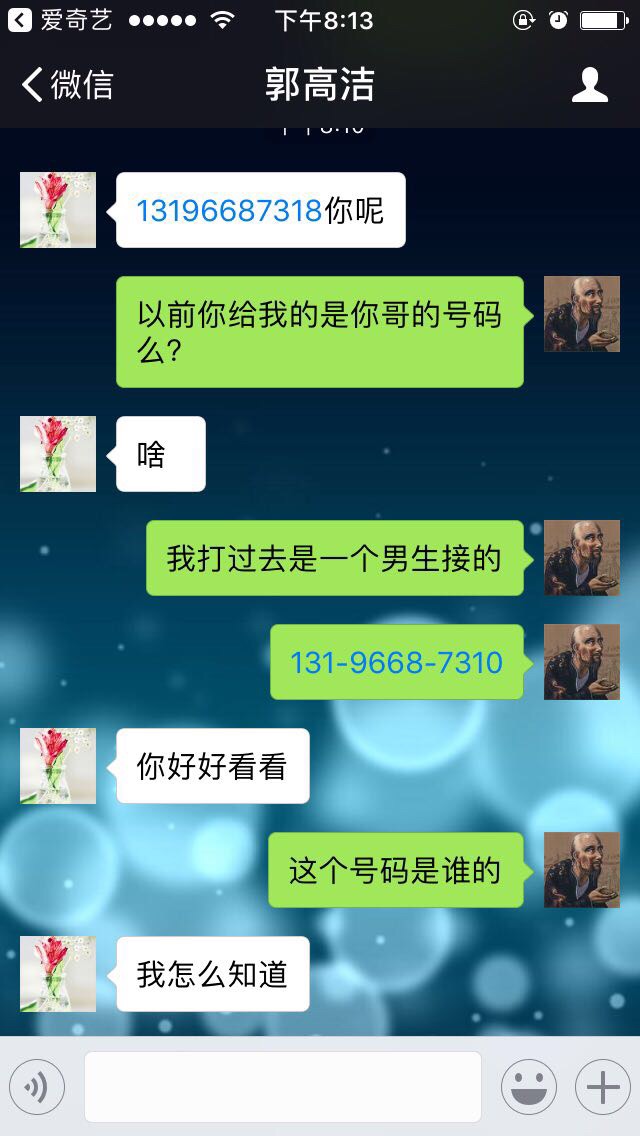 爱奇艺
下午8:13
微信
郭高洁
13196687318你呢
以前你给我的是你哥的号码
么?
啥
我打过去是一个男生接的
131-9668-7310
你好好看看
这个号码是谁的
我怎么知道